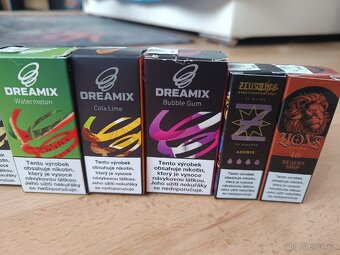 DREAMIX
Watermelon
Tento výrobek
obsahuje nikotin,
který je vysoce
návykovou látkou.
Jeho užití nekuřáky
se nedoporučuje.
DREAMIX
Cola Lime
Tento výrobek
obsahuje nikotin,
který je vysoce
návykovou látkou.
Jeho užití nekuřáky
se nedoporučuje.
DREAMIX
Bubble Gum
Tento výrobek
obsahuje nikotin,
který je vysoce
návykovou látkou.
Jeho užití nekuřáky
se nedoporučuje.
Tento výrobek
obsahuje nikotin,
který je vysoce
návykovou látkou.
Jeho užití nekuřáky
se nedoporučuje.
DESERT
SHIP
Tento výrobek
obsahuje nikotin,
který je vysoce
návykovou látkou.
Jeho užití nekuřáky
se nedoporučuje.